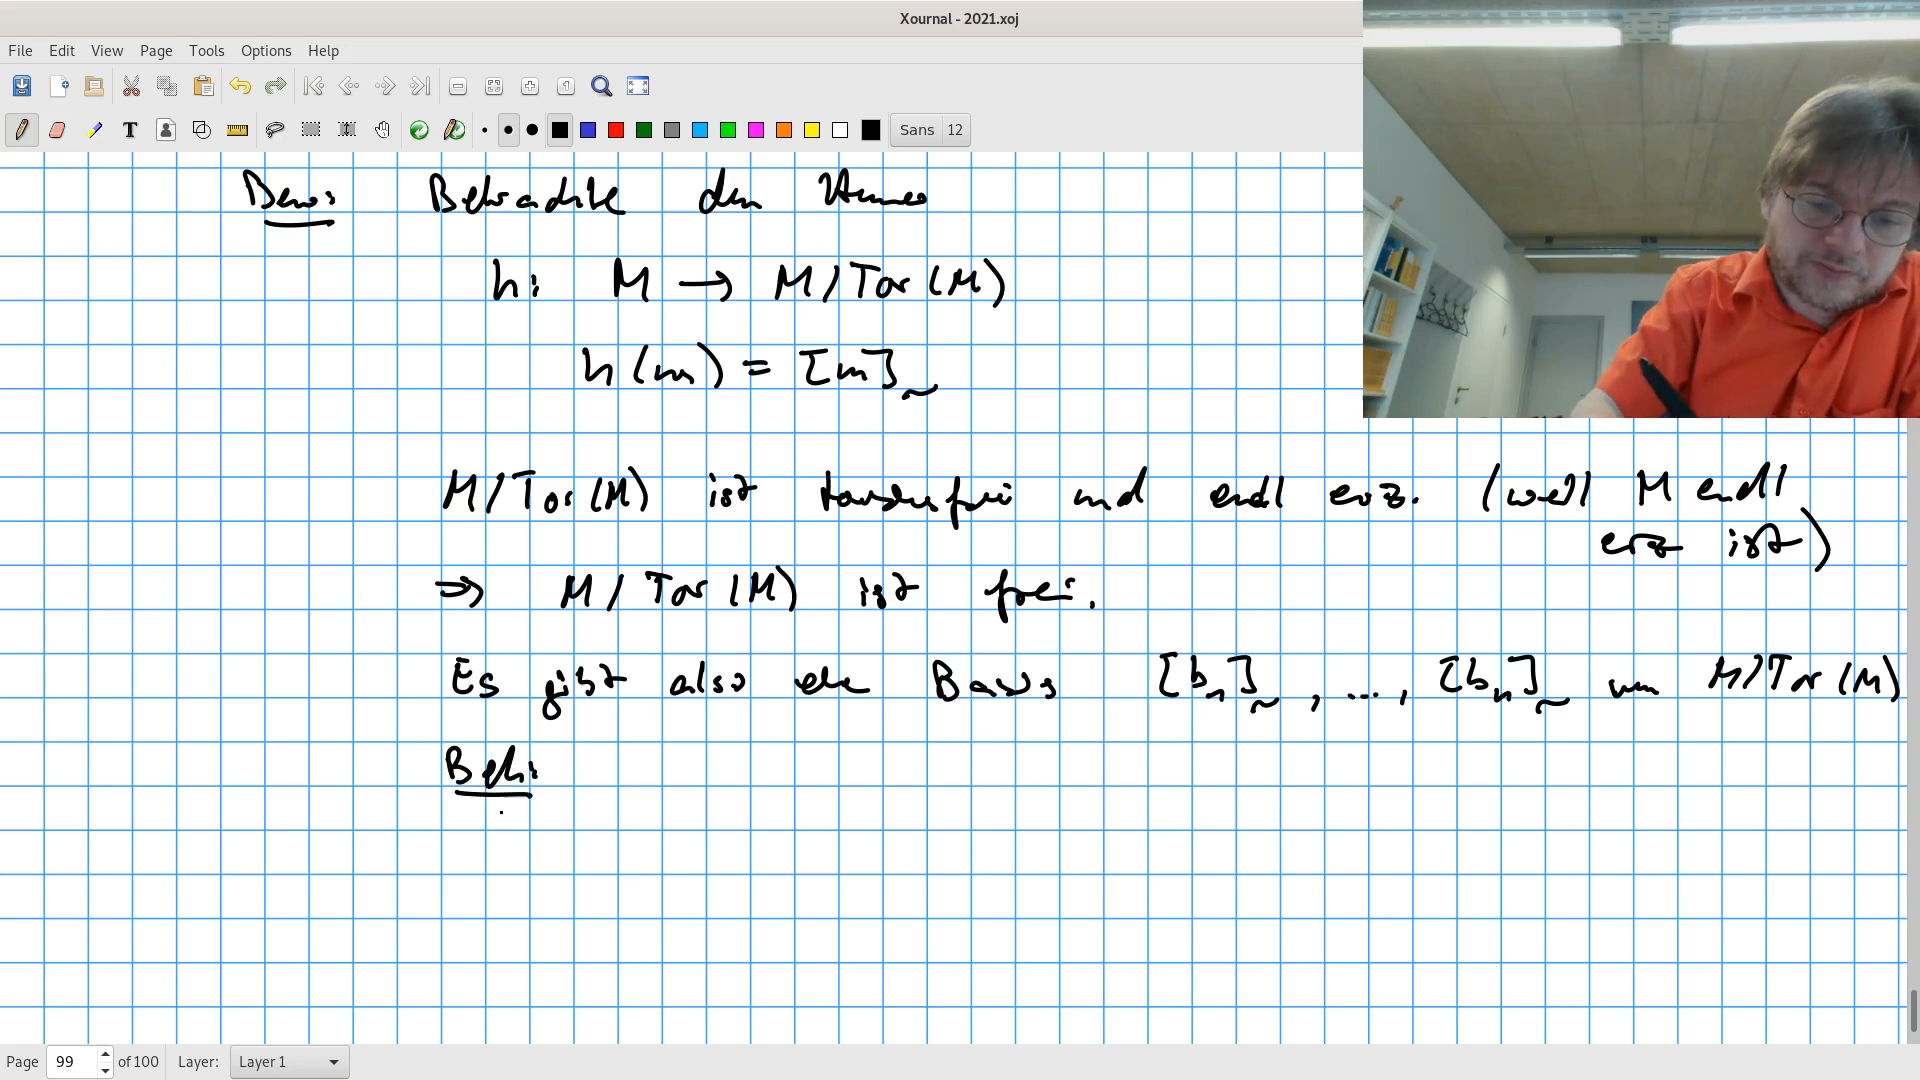 Xournal - 2021.xoj
File Edit View Page Tools Options Help
Sans 12
Bew: Betrachte den Homo
h: M → M/Tor(M)
h(m) = [m]~
M/Tor(M) ist torsionsfrei und endl erz. (weil M endl
erz ist)
⇒ M/Tor(M) ist frei.
Es gibt also eine Basis [b₁]~, ..., [bₙ]~ von M/Tor(M)
Beh:
Page 99 of 100 Layer: Layer 1